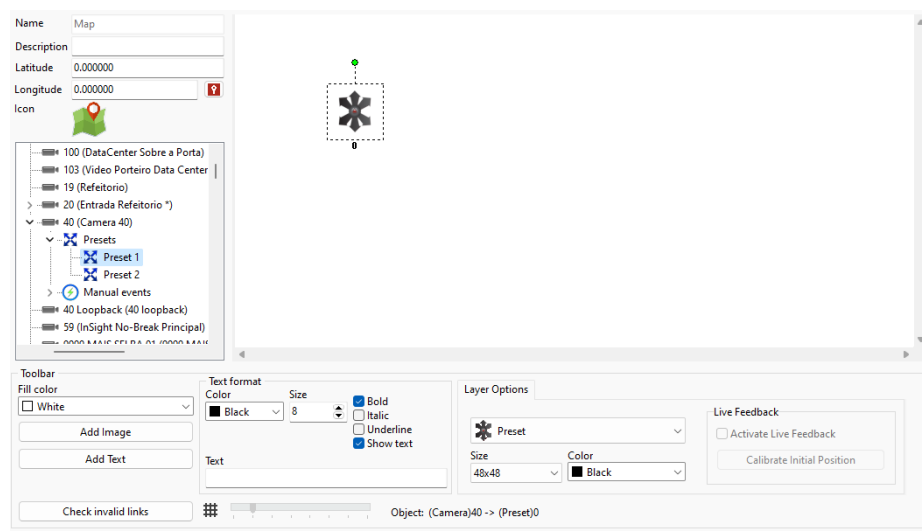 Name
Map
Description
Latitude
0.000000
Longitude
0.000000
Icon
100 (DataCenter Sobre a Porta)
103 (Video Porteiro Data Center
19 (Refeitorio)
20 (Entrada Refeitorio *)
40 (Camera 40)
Presets
Preset 1
Preset 2
Manual events
40 Loopback (40 loopback)
59 (InSight No-Break Principal)
0
Toolbar
Fill color
White
Add Image
Add Text
Check invalid links
Text format
Color
Size
Black
8
Bold
Italic
Underline
Show text
Text
Layer Options
Preset
Size
Color
48x48
Black
Live Feedback
Activate Live Feedback
Calibrate Initial Position
Object: (Camera)40 -> (Preset)0